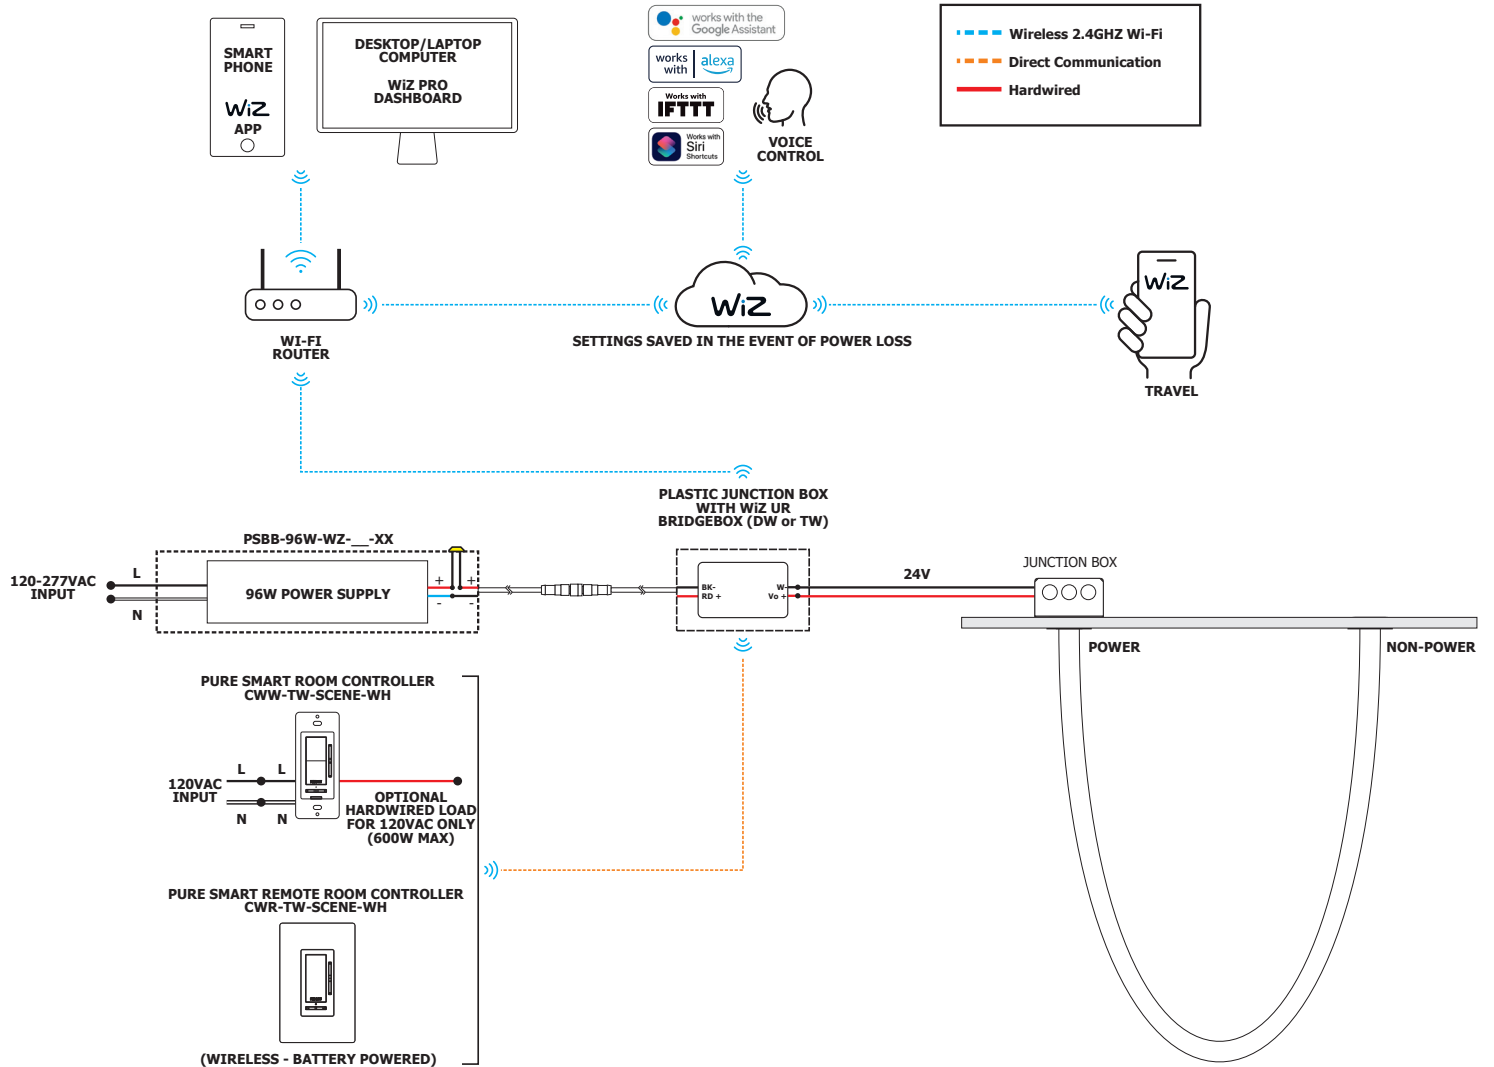 SMART
PHONE
WiZ
APP
DESKTOP/LAPTOP
COMPUTER
WiZ PRO
DASHBOARD
works with the
Google Assistant
works
with
alexa
Works with
IFTTT
Works with
Siri
Shortcuts
VOICE
CONTROL
Wireless 2.4GHZ Wi-Fi
Direct Communication
Hardwired
WI-FI
ROUTER
WiZ
SETTINGS SAVED IN THE EVENT OF POWER LOSS
WiZ
TRAVEL
PLASTIC JUNCTION BOX
WITH WiZ UR
BRIDGEBOX (DW or TW)
PSBB-96W-WZ-__-XX
120-277VAC
INPUT
L
N
96W POWER SUPPLY
+ +
- -
BK-
RD +
W-
Vo +
24V
JUNCTION BOX
POWER
NON-POWER
PURE SMART ROOM CONTROLLER
CWW-TW-SCENE-WH
120VAC
INPUT
L L
N N
OPTIONAL
HARDWIRED LOAD
FOR 120VAC ONLY
(600W MAX)
PURE SMART REMOTE ROOM CONTROLLER
CWR-TW-SCENE-WH
(WIRELESS - BATTERY POWERED)